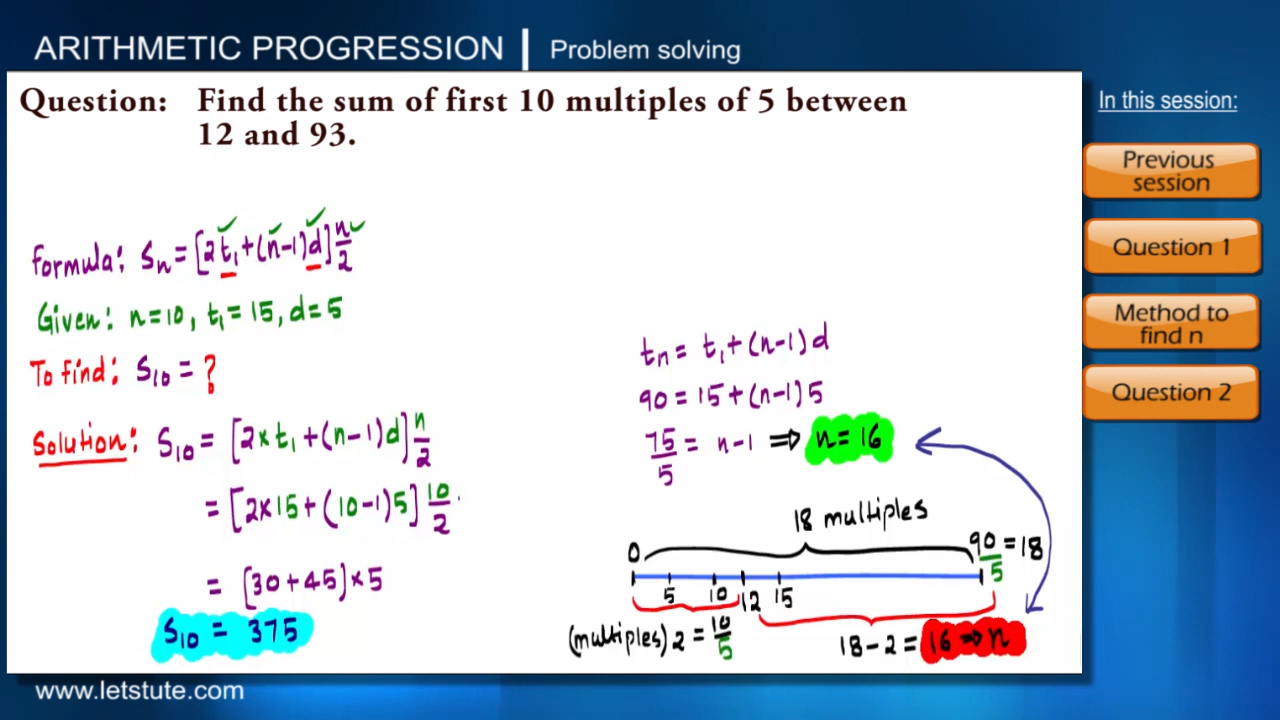 ARITHMETIC PROGRESSION | Problem solving
Question: Find the sum of first 10 multiples of 5 between
12 and 93.
Formula: Sn = [2t₁ + (n-1)d] n/2
Given: n=10, t₁ = 15, d=5
To find: S₁₀ = ?
Solution: S₁₀ = [2×t₁ + (n-1)d] n/2
= [2×15 + (10-1)5] 10/2
= [30+45]×5
S₁₀ = 375
tn = t₁ + (n-1)d
90 = 15 + (n-1)5
75/5 = n-1 ⇒ n=16
18 multiples
0 90/5 = 18
5 10 12 15
(multiples) 2 = 10/5
18-2 = 16 ⇒ n
In this session:
Previous
session
Question 1
Method to
find n
Question 2
www.letstute.com